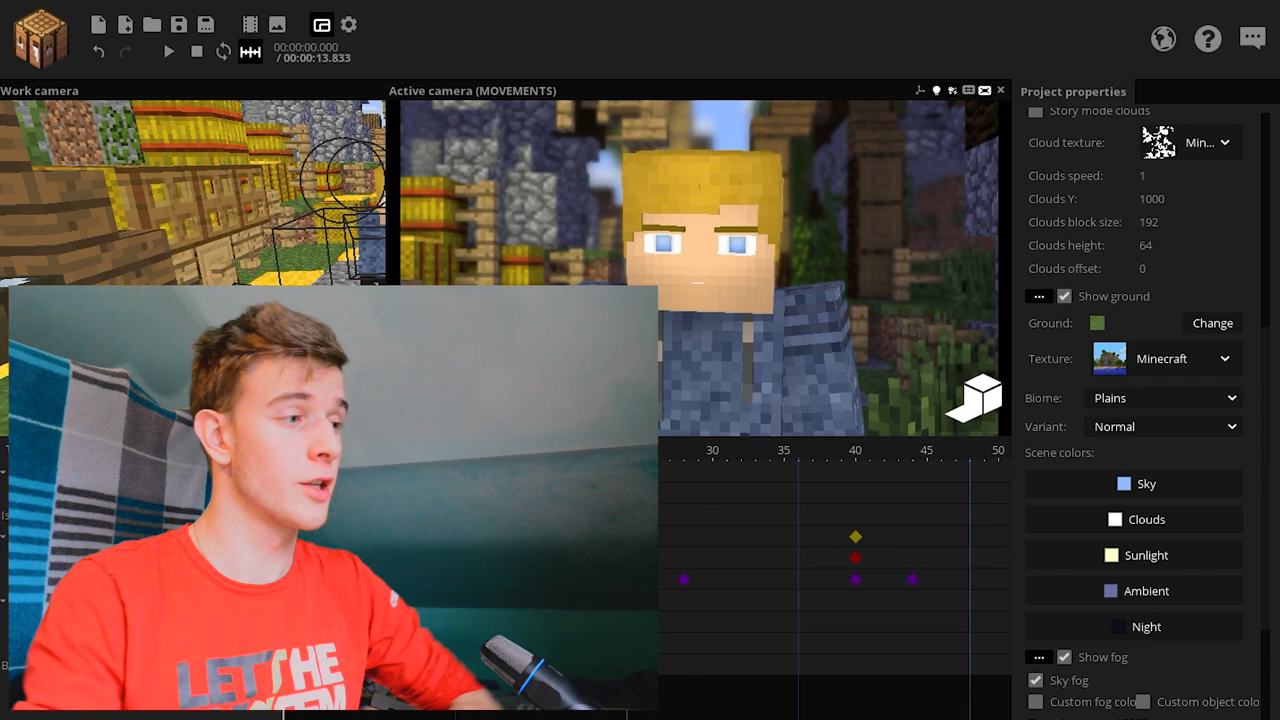 00:00:00.000
/ 00:00:13.833
Work camera
Active camera (MOVEMENTS)
Project properties
Story mode clouds
Cloud texture: Min...
Clouds speed: 1
Clouds Y: 1000
Clouds block size: 192
Clouds height: 64
Clouds offset: 0
Show ground
Ground: Change
Texture: Minecraft
Biome: Plains
Variant: Normal
Scene colors:
Sky
Clouds
Sunlight
Ambient
Night
Show fog
Sky fog
Custom fog colo Custom object colo
30 35 40 45 50
LET'S HE